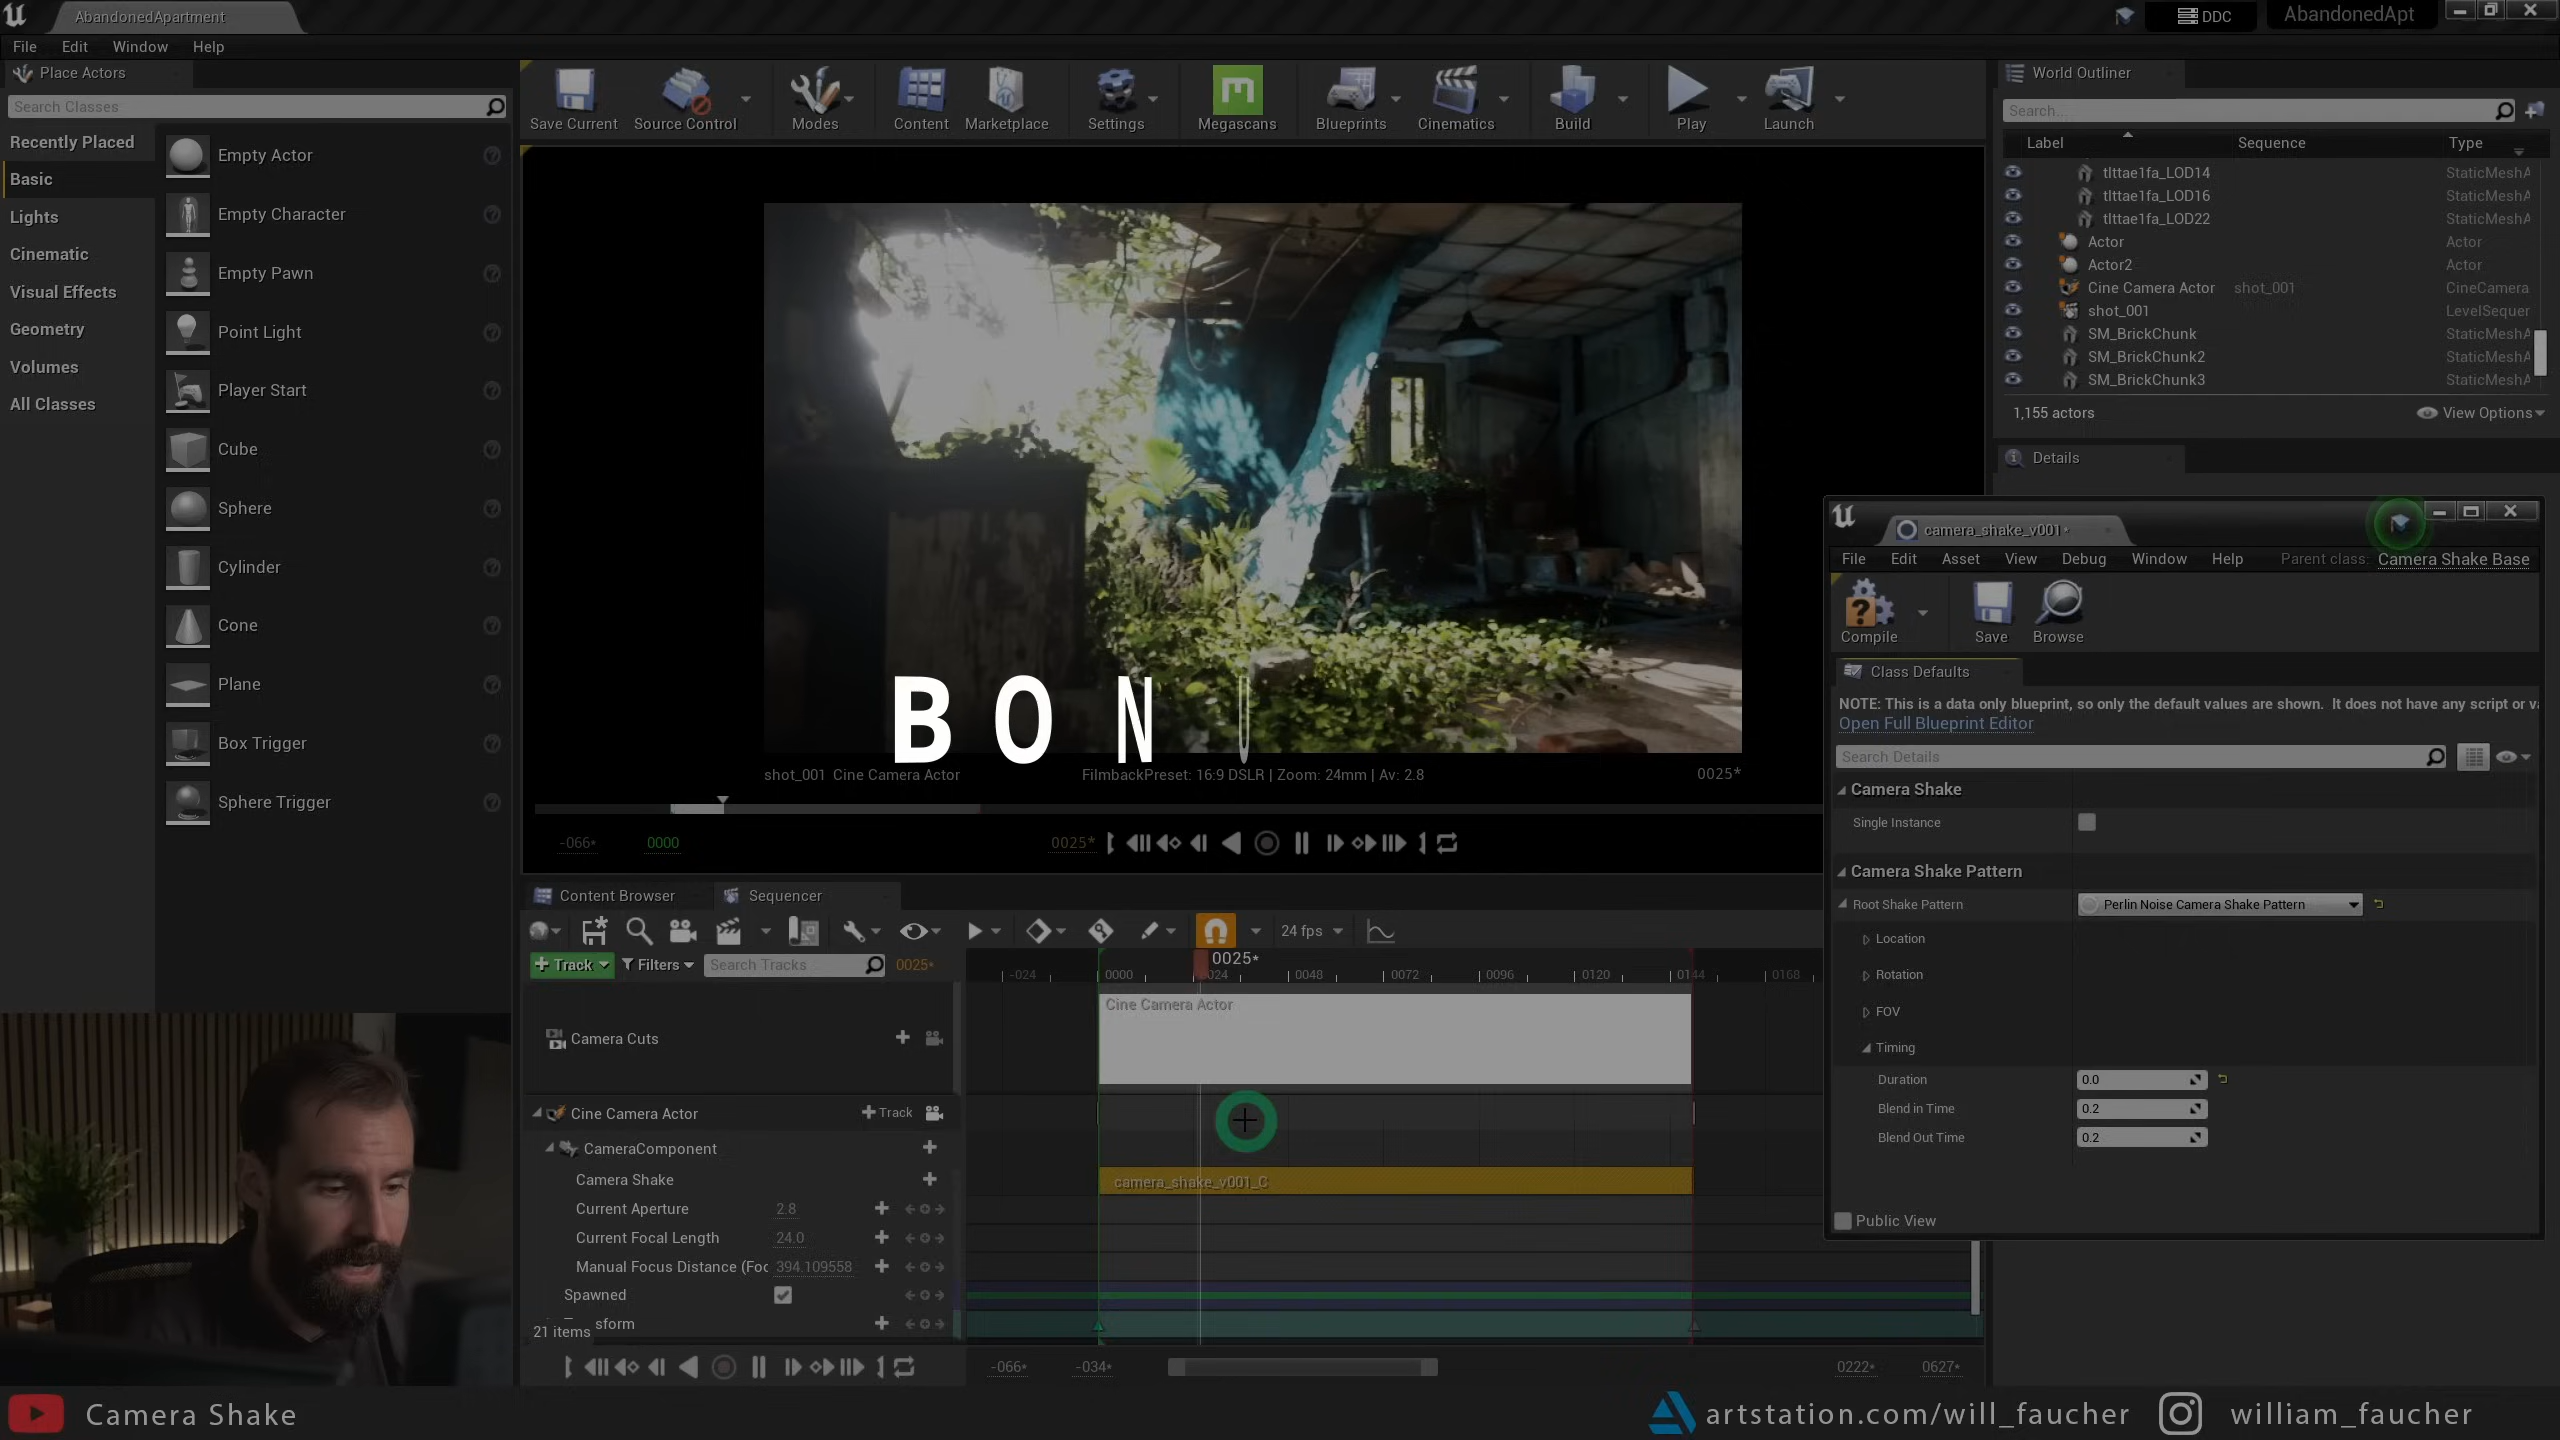 AbandonedApartment
DDC
AbandonedApt
File Edit Window Help
Place Actors
Search Classes
Recently Placed
Basic
Lights
Cinematic
Visual Effects
Geometry
Volumes
All Classes
Empty Actor
Empty Character
Empty Pawn
Point Light
Player Start
Cube
Sphere
Cylinder
Cone
Plane
Box Trigger
Sphere Trigger
Save Current
Source Control
Modes
Content
Marketplace
Settings
Megascans
Blueprints
Cinematics
Build
Play
Launch
BONU
shot_001 Cine Camera Actor
FilmbackPreset: 16:9 DSLR | Zoom: 24mm | Av: 2.8
0025*
-066*
0000
0025*
World Outliner
Search...
Label Sequence Type
tlttae1fa_LOD14 StaticMeshA
tlttae1fa_LOD16 StaticMeshA
tlttae1fa_LOD22 StaticMeshA
Actor Actor
Actor2 Actor
Cine Camera Actor shot_001 CineCamera
shot_001 LevelSequer
SM_BrickChunk StaticMeshA
SM_BrickChunk2 StaticMeshA
SM_BrickChunk3 StaticMeshA
1,155 actors
View Options
Details
camera_shake_v001*
File Edit Asset View Debug Window Help
Parent class: Camera Shake Base
Compile
Save
Browse
Class Defaults
NOTE: This is a data only blueprint, so only the default values are shown. It does not have any script or va
Open Full Blueprint Editor
Search Details
Camera Shake
Single Instance
Camera Shake Pattern
Root Shake Pattern Perlin Noise Camera Shake Pattern
Location
Rotation
FOV
Timing
Duration 0.0
Blend in Time 0.2
Blend Out Time 0.2
Public View
Content Browser
Sequencer
24 fps
Track
Filters
Search Tracks
0025*
0025*
-024 0000 024 0048 0072 0096 0120 0144 0168
Camera Cuts
Cine Camera Actor
Cine Camera Actor
Track
CameraComponent
Camera Shake
camera_shake_v001_C
Current Aperture 2.8
Current Focal Length 24.0
Manual Focus Distance (Foc 394.109558
Spawned
sform
21 items
-066* -034* 0222* 0627*
Camera Shake
artstation.com/will_faucher
william_faucher